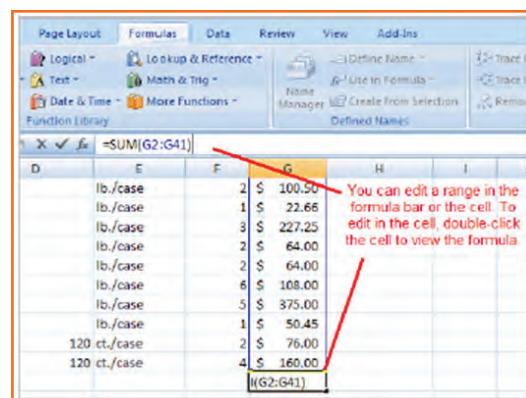 Page Layout Formulas Data Review View Add-Ins
Logical Lookup & Reference Define Name Trace
Text Math & Trig Name Manager Use in Formula Trace
Date & Time More Functions Create from Selection Remo
Function Library Defined Names
fx =SUM(G2:G41)
D E F G H I
lb./case 2 $ 100.50
lb./case 1 $ 22.66
lb./case 3 $ 227.25
lb./case 2 $ 64.00
lb./case 2 $ 64.00
lb./case 6 $ 108.00
lb./case 5 $ 375.00
lb./case 1 $ 50.45
120 ct./case 2 $ 76.00
120 ct./case 4 $ 160.00
I(G2:G41)
You can edit a range in the
formula bar or the cell. To
edit in the cell, double-click
the cell to view the formula